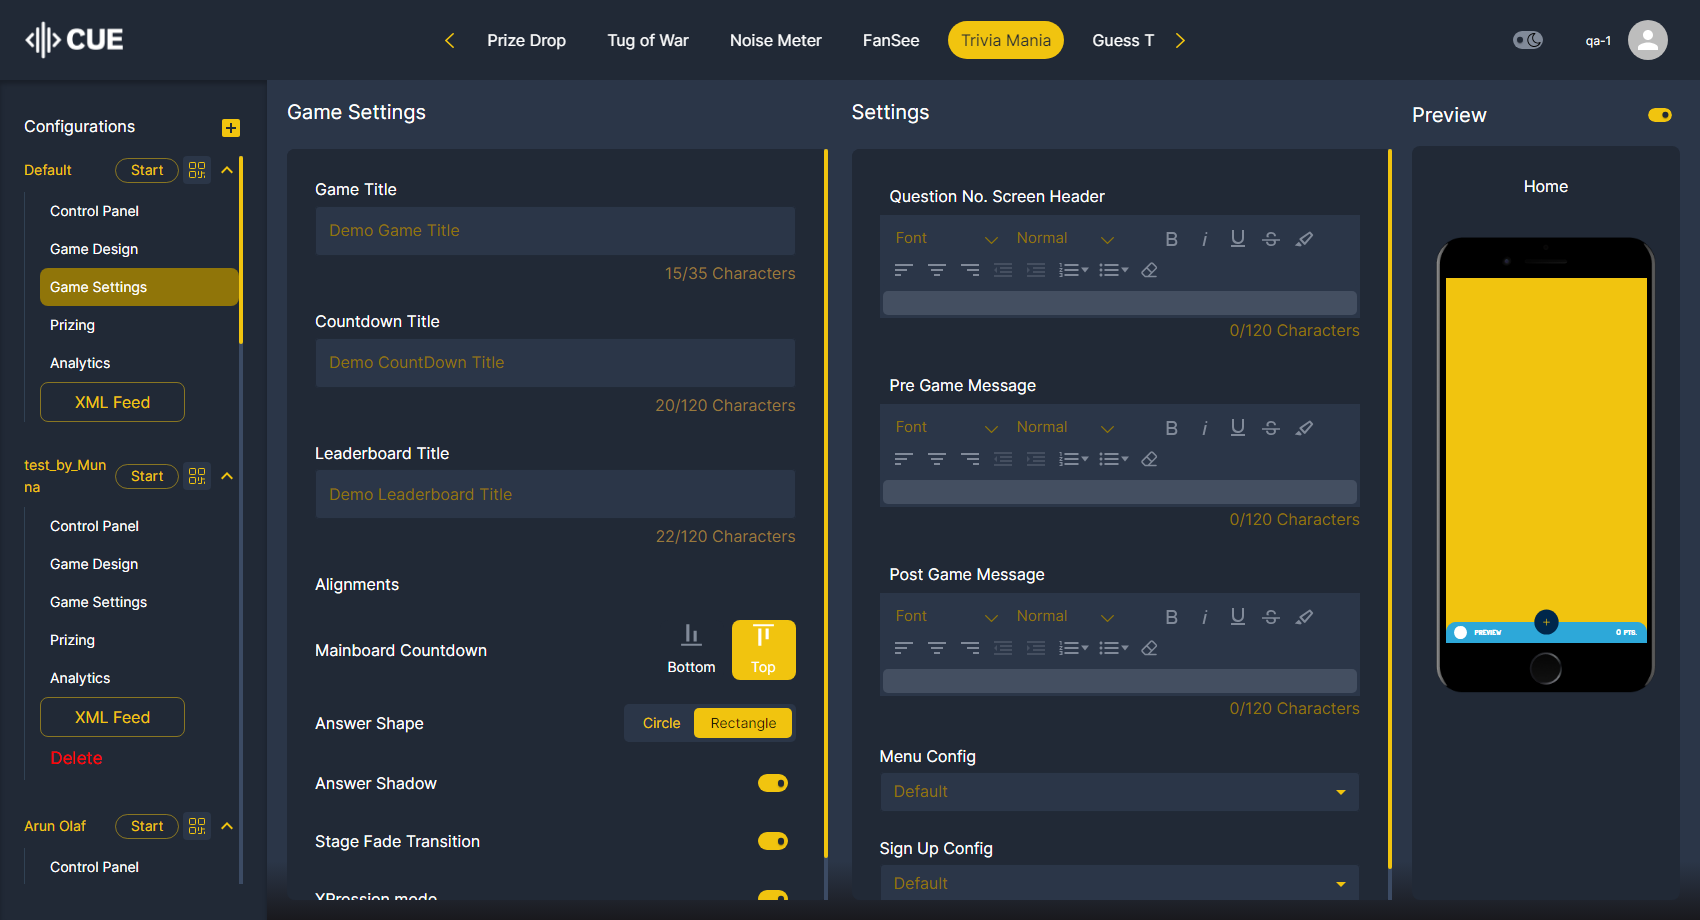 CUE
Prize Drop
Tug of War
Noise Meter
FanSee
Trivia Mania
Guess T
qa-1
Configurations
Default
Start
Control Panel
Game Design
Game Settings
Prizing
Analytics
XML Feed
test_by_Mun
na
Start
Control Panel
Game Design
Game Settings
Prizing
Analytics
XML Feed
Delete
Arun Olaf
Start
Control Panel
Game Settings
Game Title
Demo Game Title
15/35 Characters
Countdown Title
Demo CountDown Title
20/120 Characters
Leaderboard Title
Demo Leaderboard Title
22/120 Characters
Alignments
Mainboard Countdown
Bottom
Top
Answer Shape
Circle
Rectangle
Answer Shadow
Stage Fade Transition
XPression mode
Settings
Question No. Screen Header
Font
Normal
B
i
U
S
0/120 Characters
Pre Game Message
Font
Normal
B
i
U
S
0/120 Characters
Post Game Message
Font
Normal
B
i
U
S
0/120 Characters
Menu Config
Default
Sign Up Config
Default
Preview
Home
PREVIEW
0 PTS.